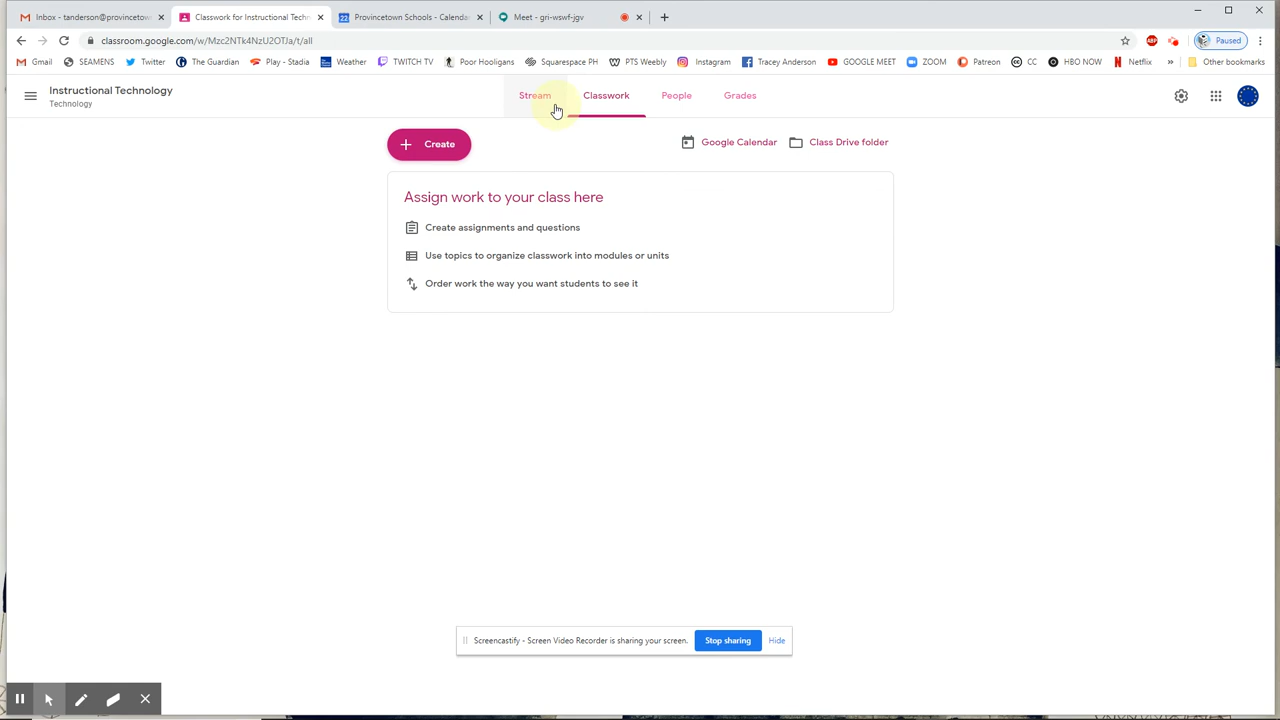 Inbox - tanderson@provincetow
Classwork for Instructional Techn
Provincetown Schools - Calenda
Meet - gri-wswf-jgv
classroom.google.com/w/Mzc2NTk4NzU2OTJa/t/all
ABP
Paused
Gmail
SEAMENS
Twitter
The Guardian
Play - Stadia
Weather
TWITCH TV
Poor Hooligans
Squarespace PH
PTS Weebly
Instagram
Tracey Anderson
GOOGLE MEET
ZOOM
Patreon
CC
HBO NOW
Netflix
»
Other bookmarks
Instructional Technology
Technology
Stream
Classwork
People
Grades
Create
Google Calendar
Class Drive folder
Assign work to your class here
Create assignments and questions
Use topics to organize classwork into modules or units
Order work the way you want students to see it
Screencastify - Screen Video Recorder is sharing your screen.
Stop sharing
Hide